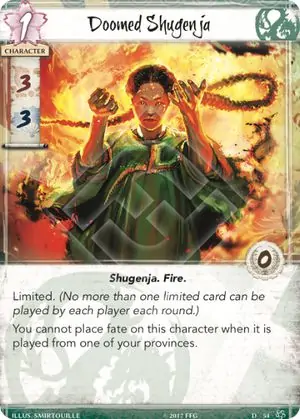 Doomed Shugenja
1
CHARACTER
3
3
0
Shugenja. Fire.
Limited. (No more than one limited card can be
played by each player each round.)
You cannot place fate on this character when it is
played from one of your provinces.
ILLUS. SMIRTOUILLE
© 2017 FFG
D 54